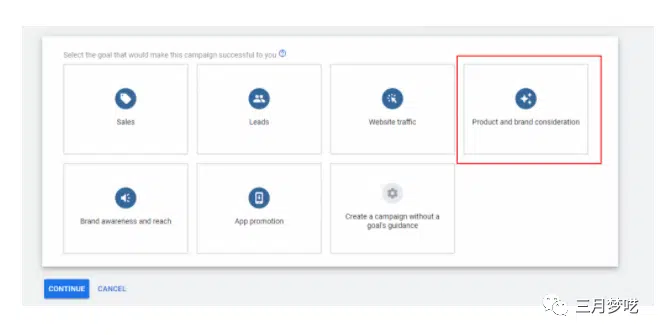 Select the goal that would make this campaign successful to you
Sales
Leads
Website traffic
Product and brand consideration
Brand awareness and reach
App promotion
Create a campaign without a
goal's guidance
CONTINUE
CANCEL
三月梦呓